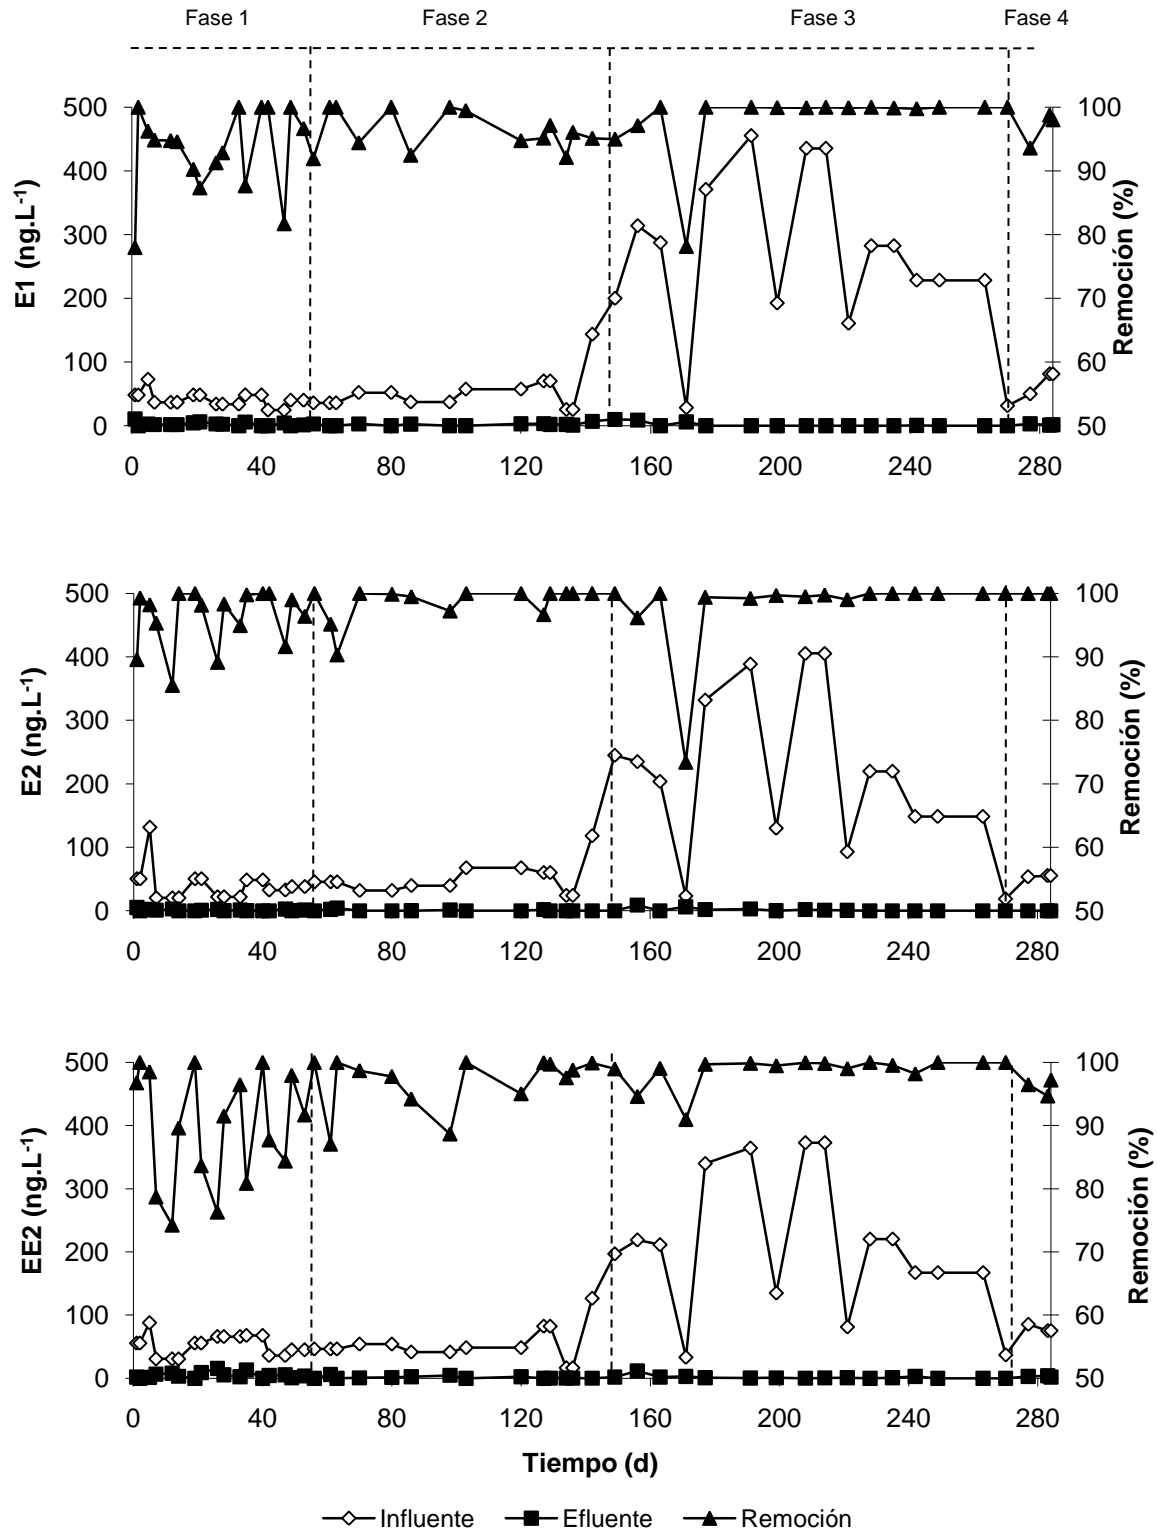 Fase 1 Fase 2 Fase 3 Fase 4
500 100
400 90
300 80
200 70
100 60
0 50
E1 (ng.L-1)
Remoción (%)
0 40 80 120 160 200 240 280
500 100
400 90
300 80
200 70
100 60
0 50
E2 (ng.L-1)
Remoción (%)
0 40 80 120 160 200 240 280
500 100
400 90
300 80
200 70
100 60
0 50
EE2 (ng.L-1)
Remoción (%)
0 40 80 120 160 200 240 280
Tiempo (d)
Influente Efluente Remoción